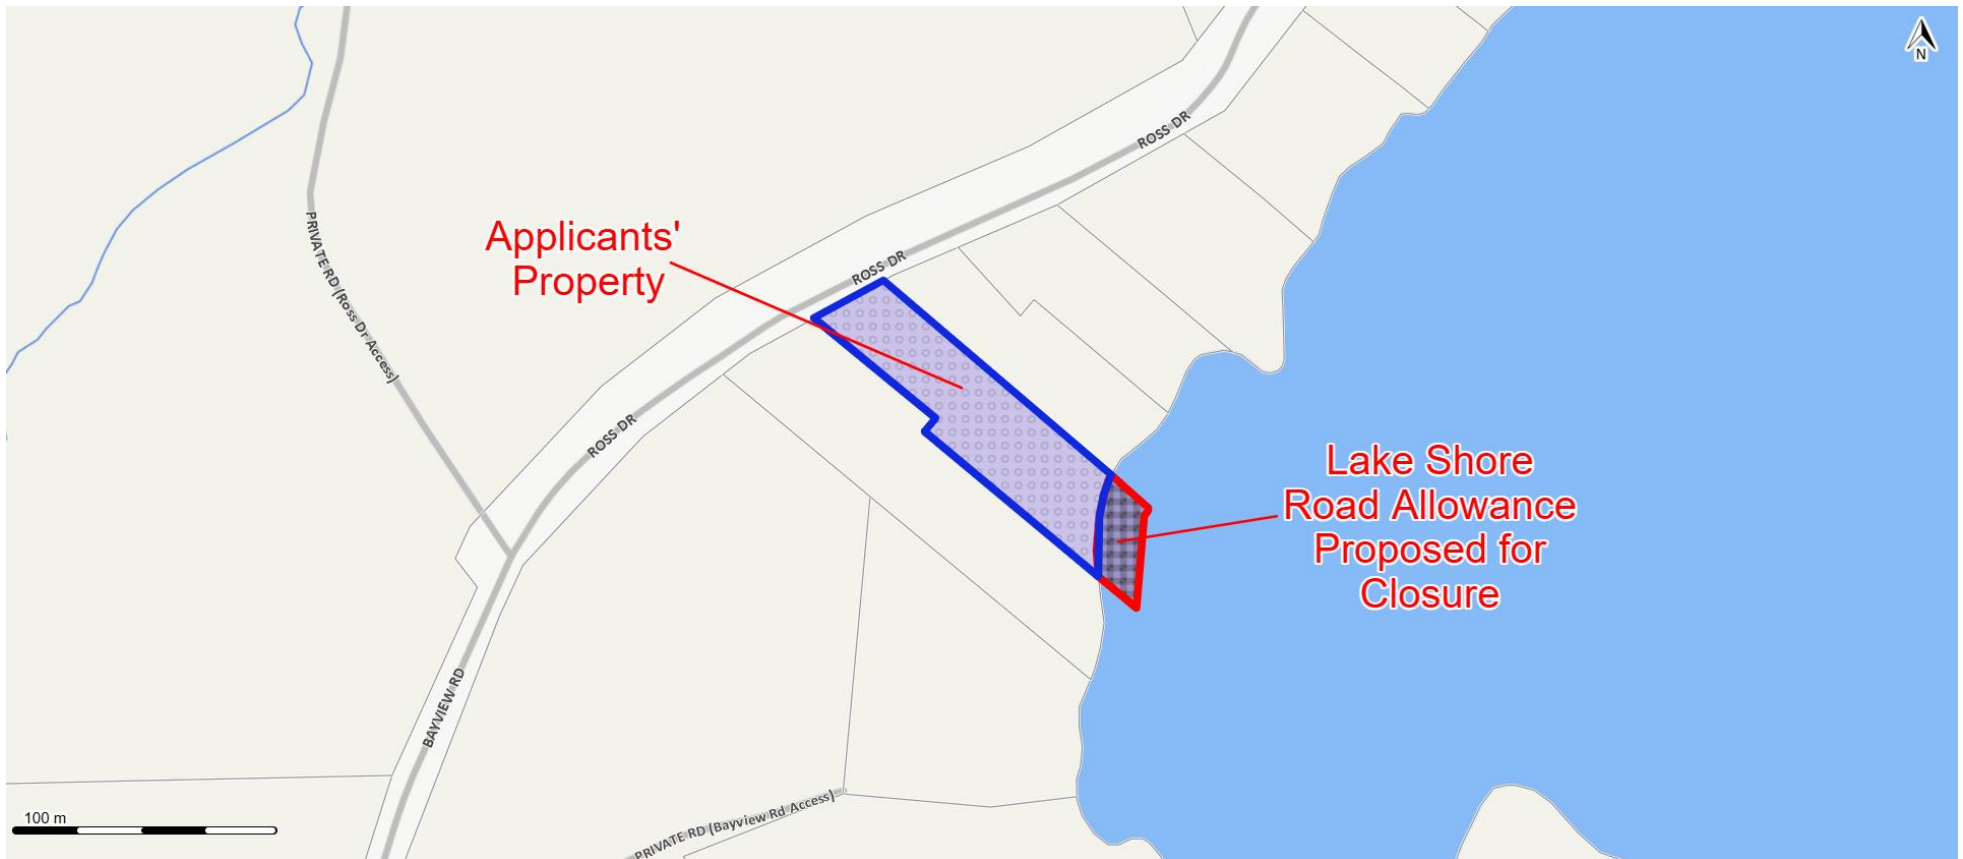 N
ROSS DR
PRIVATE RD (Ross Dr Access)
Applicants'
Property
ROSS DR
ROSS DR
Lake Shore
Road Allowance
Proposed for
Closure
BAYVIEW RD
PRIVATE RD (Bayview Rd Access)
100 m